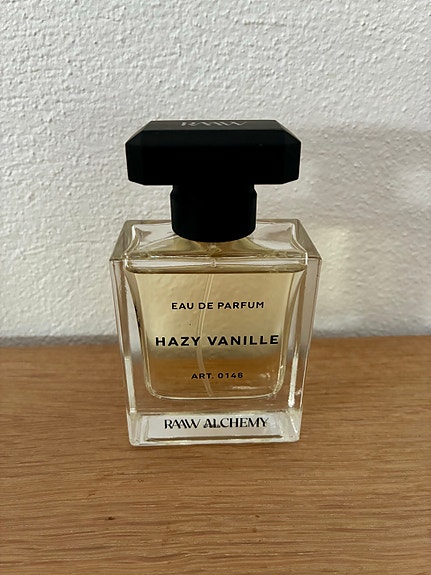 RAAW
EAU DE PARFUM
HAZY VANILLE
ART. 0146
RAAW ALCHEMY